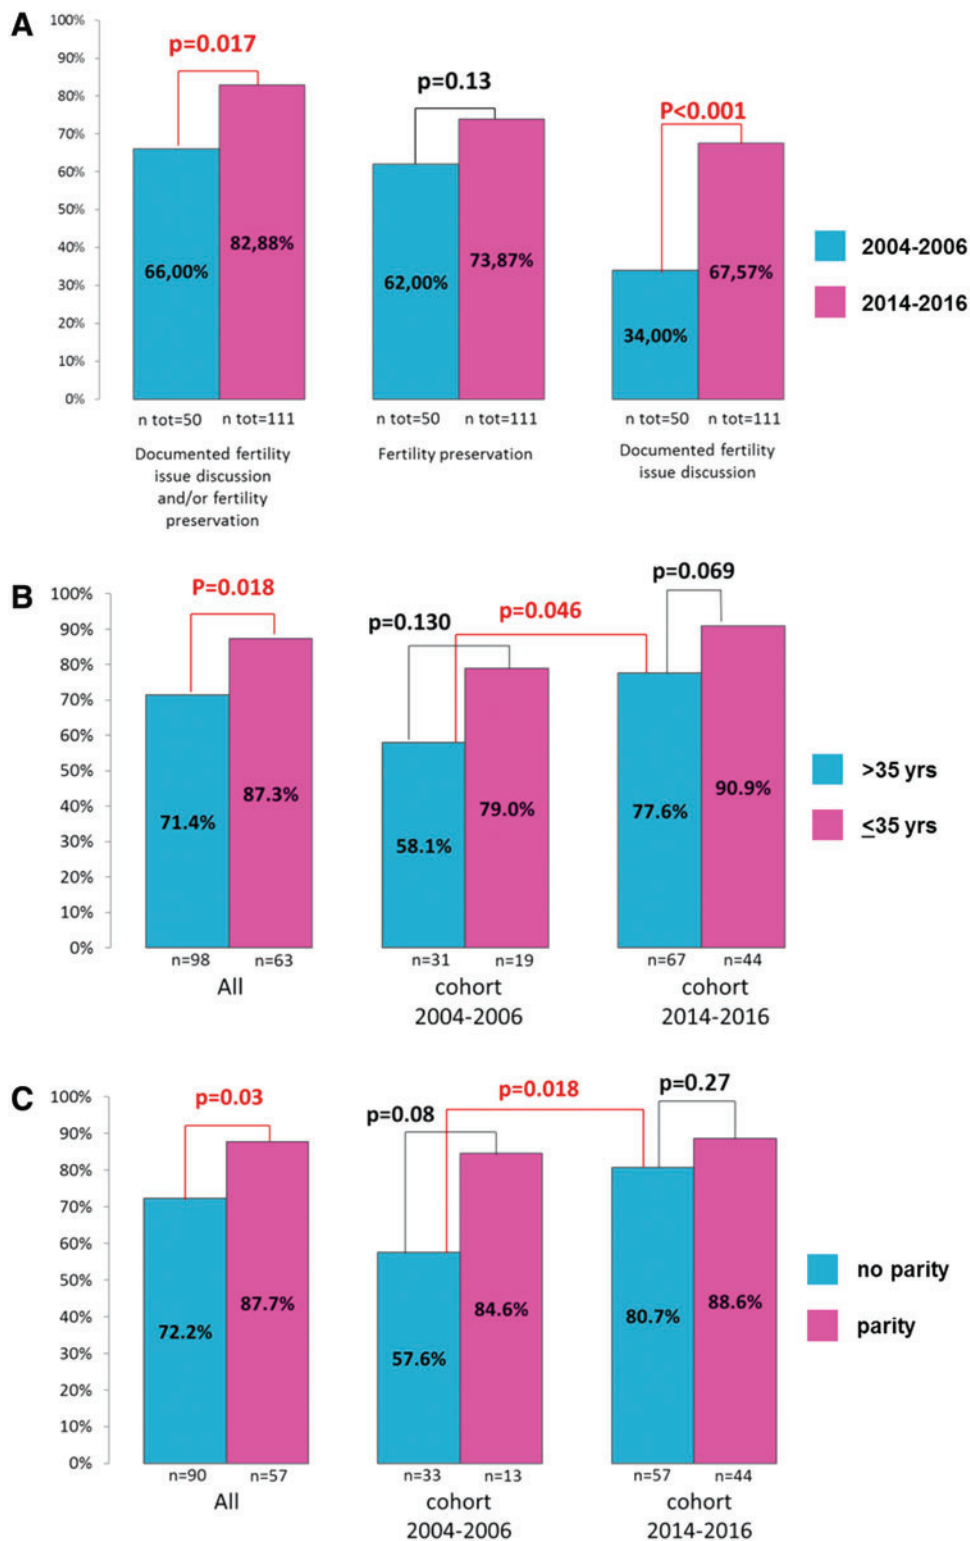 A
100%
90%
80%
70%
60%
50%
40%
30%
20%
10%
0%
p=0.017
p=0.13
P<0.001
66,00%
82,88%
62,00%
73,87%
34,00%
67,57%
2004-2006
2014-2016
n tot=50 n tot=111
n tot=50 n tot=111
n tot=50 n tot=111
Documented fertility
issue discussion
and/or fertility
preservation
Fertility preservation
Documented fertility
issue discussion
B
100%
90%
80%
70%
60%
50%
40%
30%
20%
10%
0%
P=0.018
p=0.130
p=0.046
p=0.069
71.4%
87.3%
58.1%
79.0%
77.6%
90.9%
>35 yrs
≤35 yrs
n=98 n=63
All
n=31 n=19
cohort
2004-2006
n=67 n=44
cohort
2014-2016
C
100%
90%
80%
70%
60%
50%
40%
30%
20%
10%
0%
p=0.03
p=0.08
p=0.018
p=0.27
72.2%
87.7%
57.6%
84.6%
80.7%
88.6%
no parity
parity
n=90 n=57
All
n=33 n=13
cohort
2004-2006
n=57 n=44
cohort
2014-2016